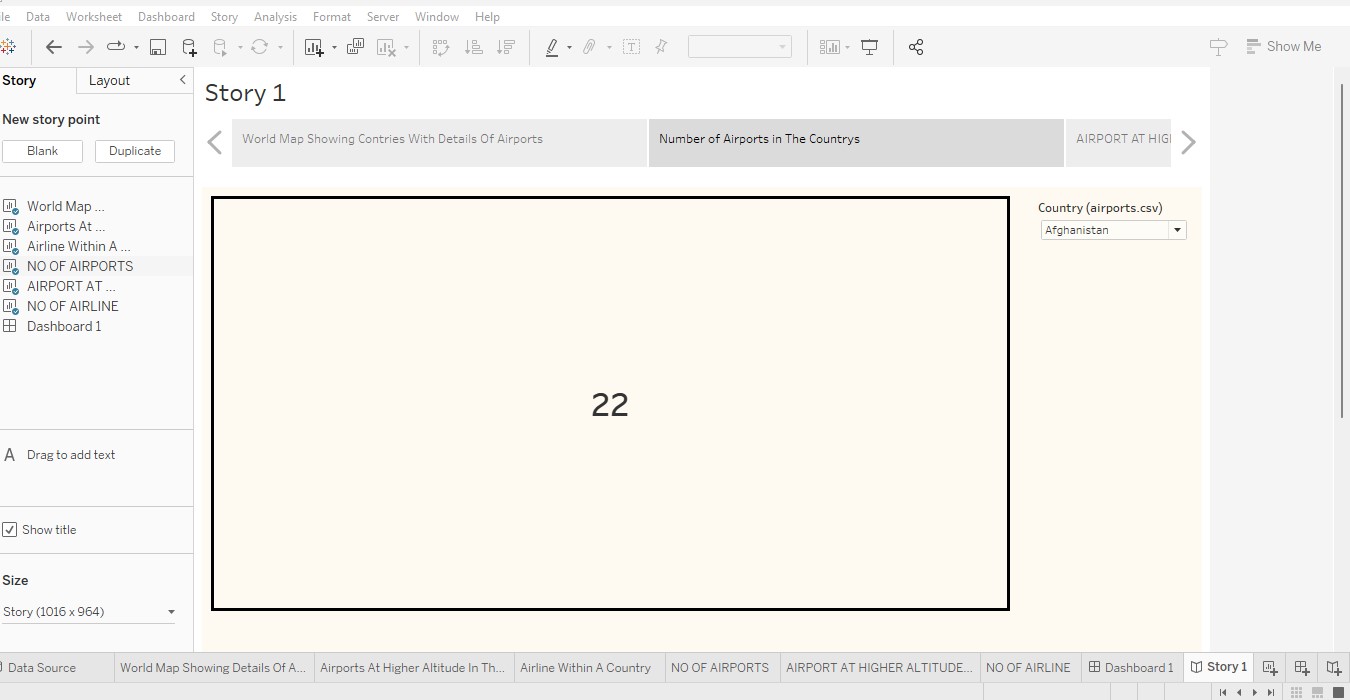 ile Data Worksheet Dashboard Story Analysis Format Server Window Help
Show Me
Story Layout
New story point
Blank Duplicate
World Map ...
Airports At ...
Airline Within A ...
NO OF AIRPORTS
AIRPORT AT ...
NO OF AIRLINE
Dashboard 1
A Drag to add text
Show title
Size
Story (1016 x 964)
Story 1
World Map Showing Contries With Details Of Airports
Number of Airports in The Countrys
AIRPORT AT HIGH
22
Country (airports.csv)
Afghanistan
Data Source World Map Showing Details Of A... Airports At Higher Altitude In Th... Airline Within A Country NO OF AIRPORTS AIRPORT AT HIGHER ALTITUDE... NO OF AIRLINE Dashboard 1 Story 1